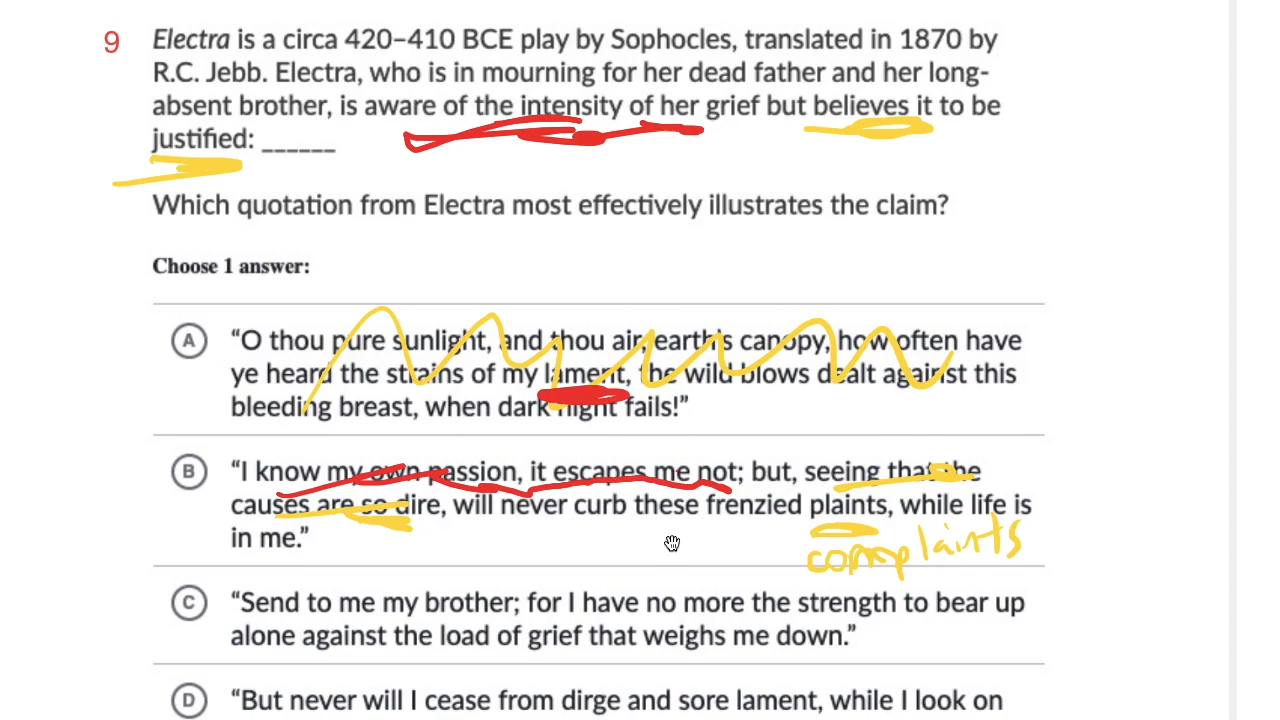 9 Electra is a circa 420–410 BCE play by Sophocles, translated in 1870 by
R.C. Jebb. Electra, who is in mourning for her dead father and her long-
absent brother, is aware of the intensity of her grief but believes it to be
justified: ______
Which quotation from Electra most effectively illustrates the claim?
Choose 1 answer:
A “O thou pure sunlight, and thou air, earth's canopy, how often have
ye heard the strains of my lament, the wild blows dealt against this
bleeding breast, when dark night fails!”
B “I know my own passion, it escapes me not; but, seeing that the
causes are so dire, will never curb these frenzied plaints, while life is
in me.”
complaints
C “Send to me my brother; for I have no more the strength to bear up
alone against the load of grief that weighs me down.”
D “But never will I cease from dirge and sore lament, while I look on